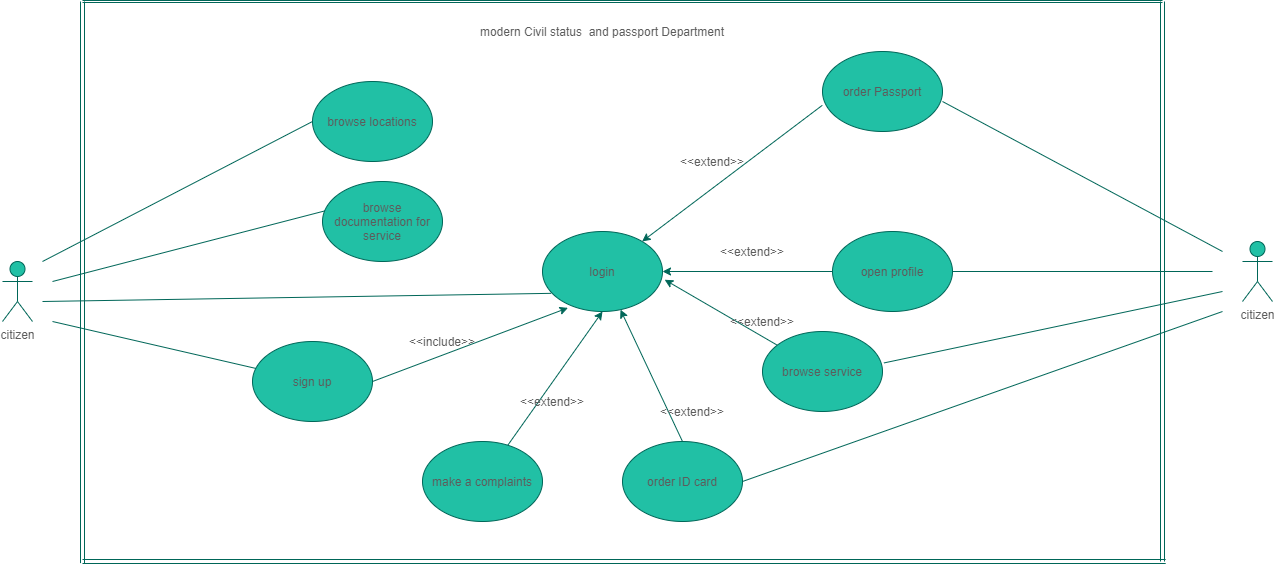 modern Civil status  and passport Department
order Passport
browse locations
<<extend>>
browse
documentation for
service
<<extend>>
login
open profile
citizen
citizen
<<extend>>
<<include>>
sign up
browse service
<<extend>>
<<extend>>
make a complaints
order ID card